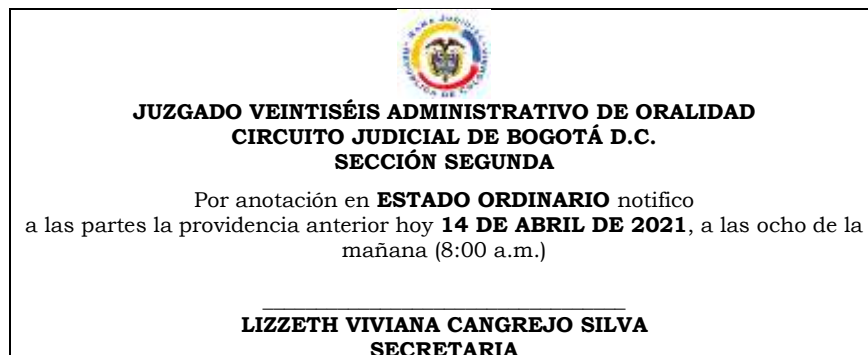 JUZGADO VEINTISÉIS ADMINISTRATIVO DE ORALIDAD
CIRCUITO JUDICIAL DE BOGOTÁ D.C.
SECCIÓN SEGUNDA
Por anotación en ESTADO ORDINARIO notifico
a las partes la providencia anterior hoy 14 DE ABRIL DE 2021, a las ocho de la
mañana (8:00 a.m.)
LIZZETH VIVIANA CANGREJO SILVA
SECRETARIA